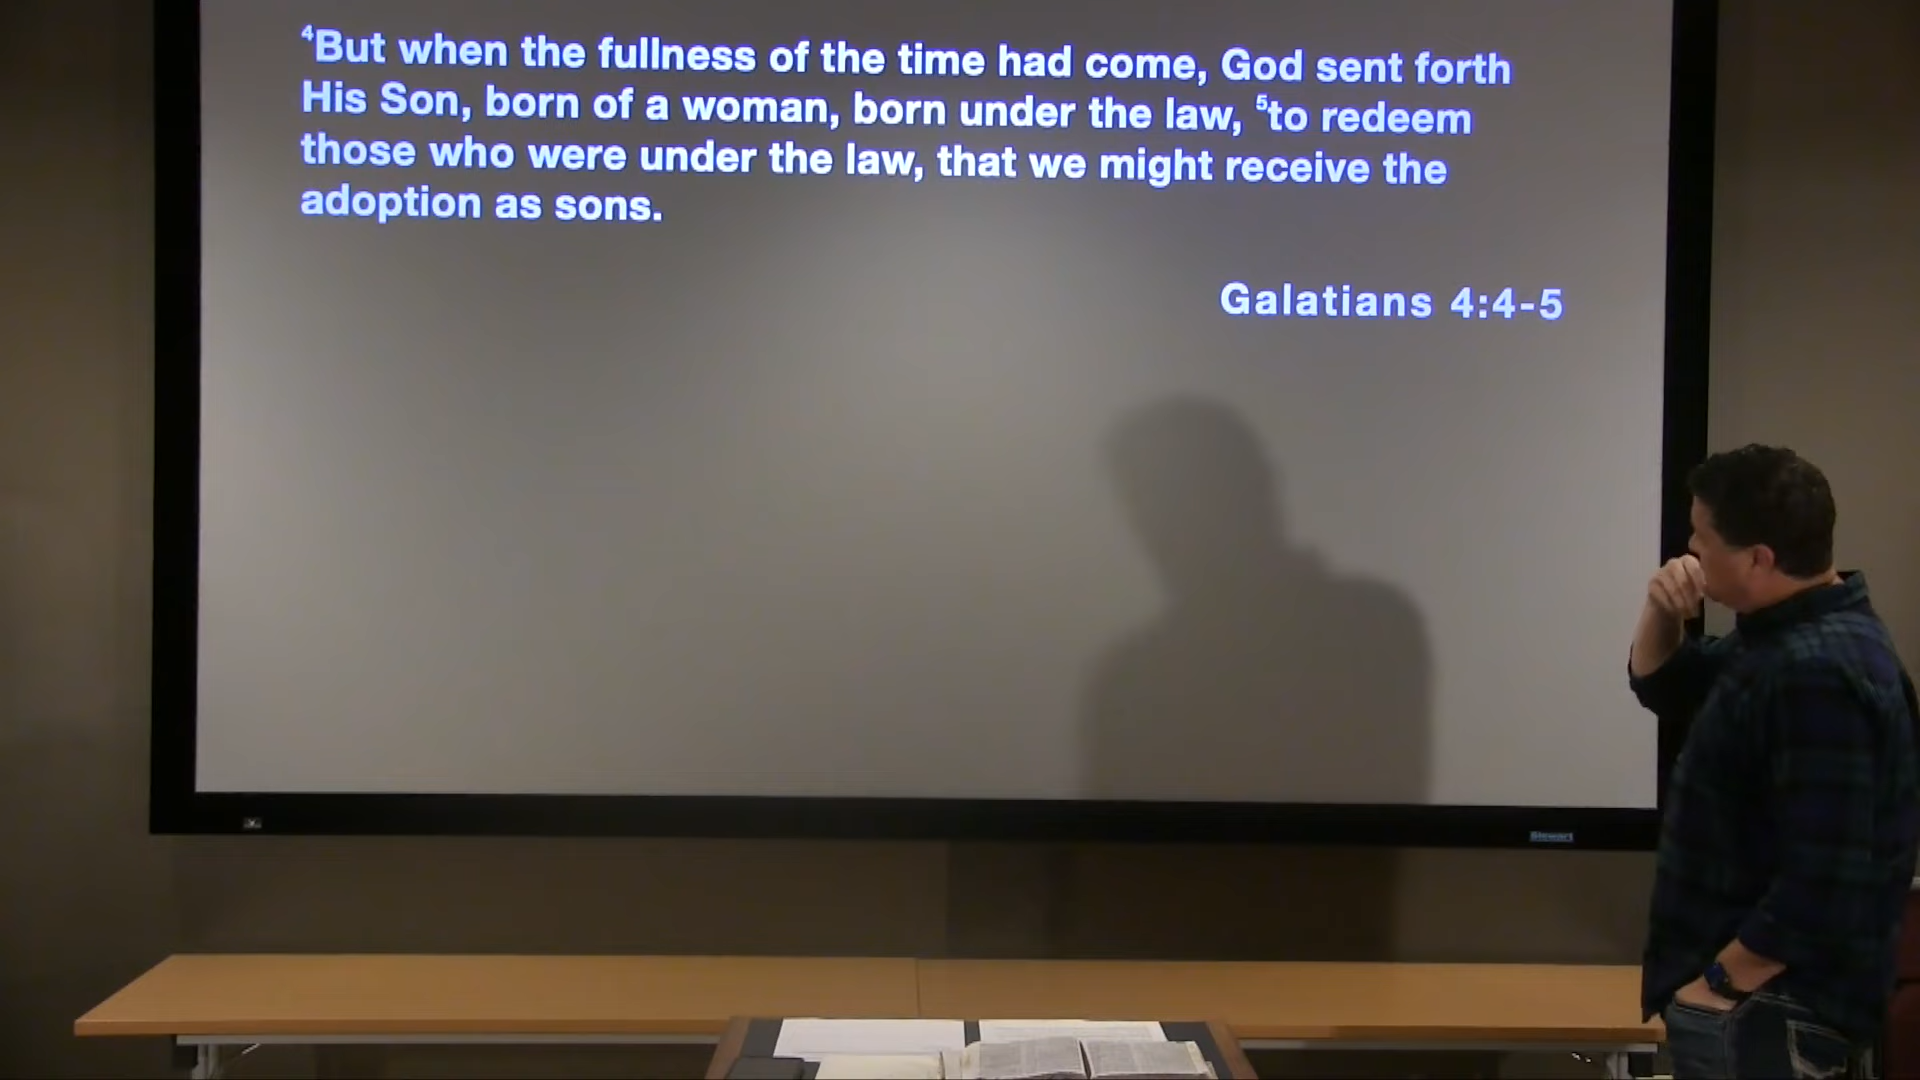 ⁴But when the fullness of the time had come, God sent forth
His Son, born of a woman, born under the law, ⁵to redeem
those who were under the law, that we might receive the
adoption as sons.
Galatians 4:4-5
Stewart